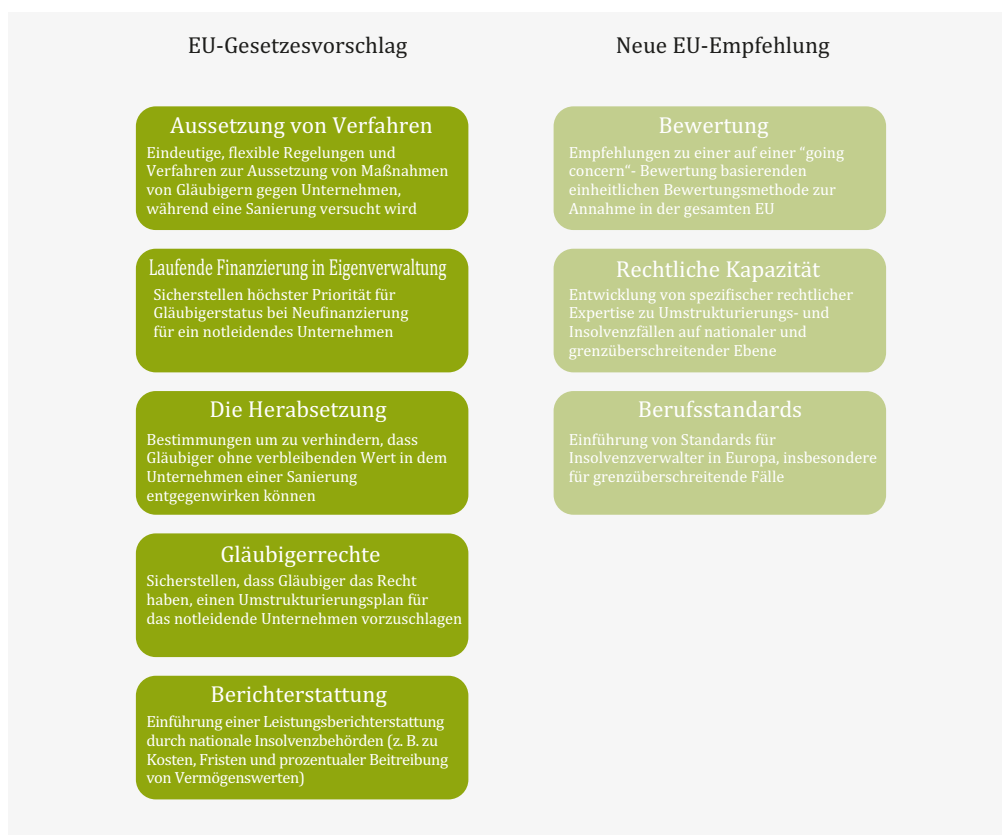 EU-Gesetzesvorschlag
Aussetzung von Verfahren
Eindeutige, flexible Regelungen und
Verfahren zur Aussetzung von Maßnahmen
von Gläubigern gegen Unternehmen,
während eine Sanierung versucht wird
Laufende Finanzierung in Eigenverwaltung
Sicherstellen höchster Priorität für
Gläubigerstatus bei Neufinanzierung
für ein notleidendes Unternehmen
Die Herabsetzung
Bestimmungen um zu verhindern, dass
Gläubiger ohne verbleibenden Wert in dem
Unternehmen einer Sanierung
entgegenwirken können
Gläubigerrechte
Sicherstellen, dass Gläubiger das Recht
haben, einen Umstrukturierungsplan für
das notleidende Unternehmen vorzuschlagen
Berichterstattung
Einführung einer Leistungsberichterstattung
durch nationale Insolvenzbehörden (z. B. zu
Kosten, Fristen und prozentualer Beitreibung
von Vermögenswerten)
Neue EU-Empfehlung
Bewertung
Empfehlungen zu einer auf einer “going
concern“- Bewertung basierenden
einheitlichen Bewertungsmethode zur
Annahme in der gesamten EU
Rechtliche Kapazität
Entwicklung von spezifischer rechtlicher
Expertise zu Umstrukturierungs- und
Insolvenzfällen auf nationaler und
grenzüberschreitender Ebene
Berufsstandards
Einführung von Standards für
Insolvenzverwalter in Europa, insbesondere
für grenzüberschreitende Fälle